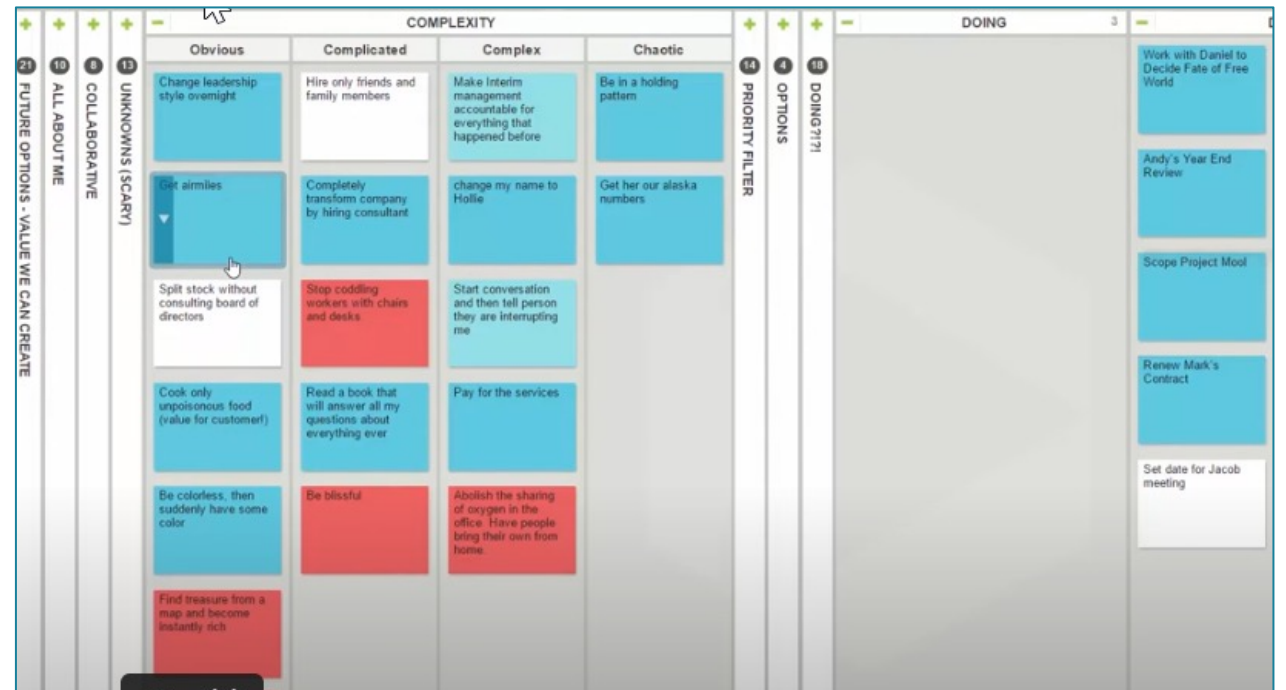 COMPLEXITY
DOING
3
Obvious
Complicated
Complex
Chaotic
21
FUTURE OPTIONS - VALUE WE CAN CREATE
10
ALL ABOUT ME
8
COLLABORATIVE
13
UNKNOWNS (SCARY)
Change leadership
style overnight
Get airmiles
Split stock without
consulting board of
directors
Cook only
unpoisonous food
(value for customer!)
Be colorless, then
suddenly have some
color
Find treasure from a
map and become
instantly rich
Hire only friends and
family members
Completely
transform company
by hiring consultant
Stop coddling
workers with chairs
and desks
Read a book that
will answer all my
questions about
everything ever
Be blissful
Make Interim
management
accountable for
everything that
happened before
change my name to
Hollie
Start conversation
and then tell person
they are interrupting
me
Pay for the services
Abolish the sharing
of oxygen in the
office. Have people
bring their own from
home.
Be in a holding
pattern
Get her our alaska
numbers
14
PRIORITY FILTER
4
OPTIONS
18
DOING?!?!
Work with Daniel to
Decide Fate of Free
World
Andy's Year End
Review
Scope Project Mool
Renew Mark's
Contract
Set date for Jacob
meeting